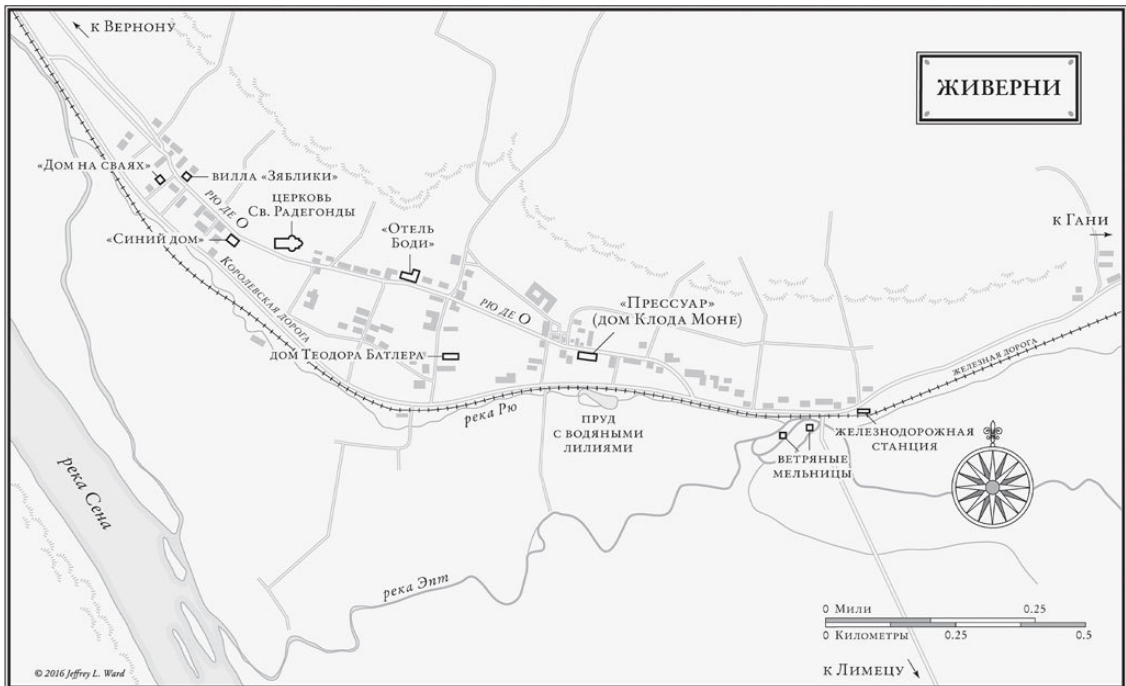 к Вернону
ЖИВЕРНИ
«Дом на сваях»
вилла «Зяблики»
рю де О
церковь
Св. Радегонды
к Гани
«Синий дом»
«Отель
Боди»
Королевская дорога
рю де О
«Прессуар»
(дом Клода Моне)
дом Теодора Батлера
железная дорога
река Рю
пруд
с водяными
лилиями
железнодорожная
станция
ветряные
мельницы
река Сена
река Эпт
0 Мили 0.25
0 Километры 0.25 0.5
к Лимецу
© 2016 Jeffrey L. Ward